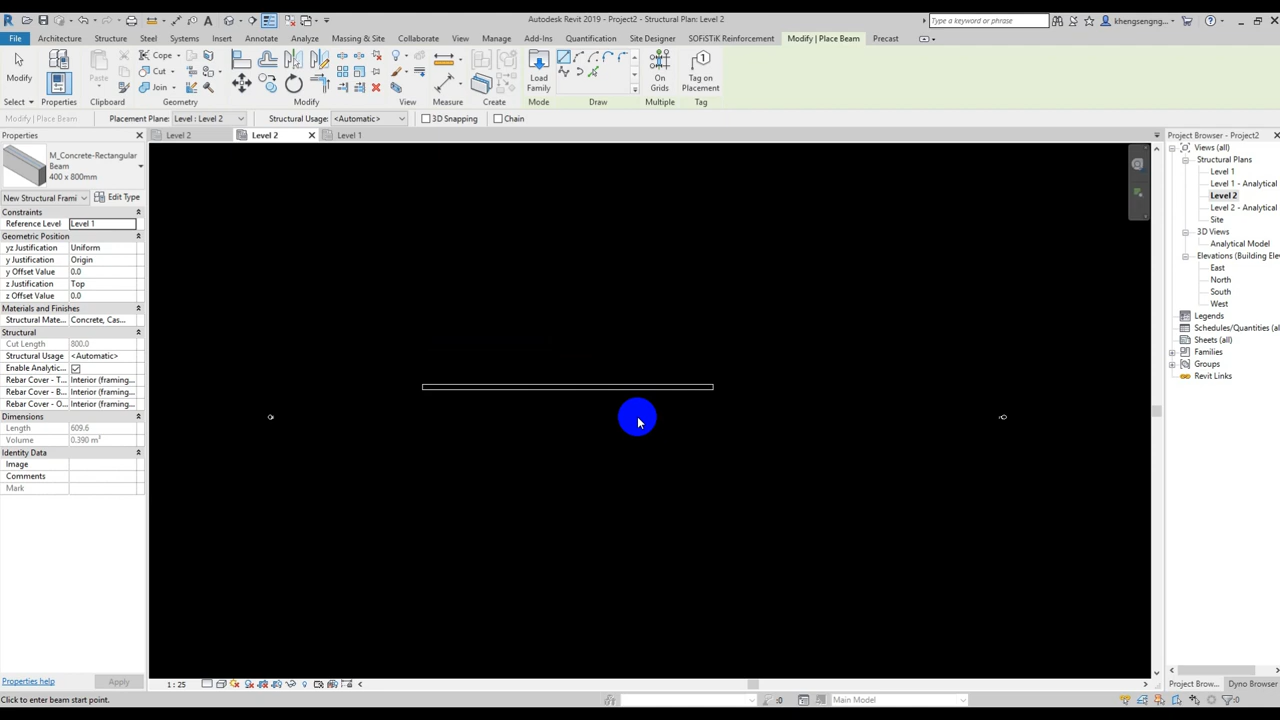 Autodesk Revit 2019 - Project2 - Structural Plan: Level 2
Type a keyword or phrase
khengsengng...
File Architecture Structure Steel Systems Insert Annotate Analyze Massing & Site Collaborate View Manage Add-Ins Quantification Site Designer SOFiSTiK Reinforcement Modify | Place Beam Precast
Modify
Paste
Cope
Cut
Join
Load
Family
On
Grids
Tag on
Placement
Select Properties Clipboard Geometry Modify View Measure Create Mode Draw Multiple Tag
Modify | Place Beam Placement Plane: Level : Level 2 Structural Usage: <Automatic> 3D Snapping Chain
Properties
Level 2 Level 2 Level 1
Project Browser - Project2
M_Concrete-Rectangular
Beam
400 x 800mm
New Structural Frami Edit Type
Constraints
Reference Level Level 1
Geometric Position
yz Justification Uniform
y Justification Origin
y Offset Value 0.0
z Justification Top
z Offset Value 0.0
Materials and Finishes
Structural Mate... Concrete, Cas...
Structural
Cut Length 800.0
Structural Usage <Automatic>
Enable Analytic...
Rebar Cover - T... Interior (framing...
Rebar Cover - B... Interior (framing...
Rebar Cover - O... Interior (framing...
Dimensions
Length 609.6
Volume 0.390 m³
Identity Data
Image
Comments
Mark
Properties help Apply
Views (all)
Structural Plans
Level 1
Level 1 - Analytical
Level 2
Level 2 - Analytical
Site
3D Views
Analytical Model
Elevations (Building Ele
East
North
South
West
Legends
Schedules/Quantities (al
Sheets (all)
Families
Groups
Revit Links
Project Brow... Dyno Browser
1 : 25
Click to enter beam start point.
:0
Main Model
:0